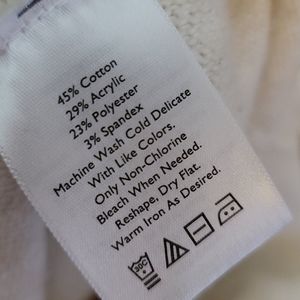 45% Cotton
29% Acrylic
23% Polyester
3% Spandex
Machine Wash Cold Delicate
With Like Colors.
Only Non-Chlorine
Bleach When Needed.
Reshape, Dry Flat.
Warm Iron As Desired.
30C